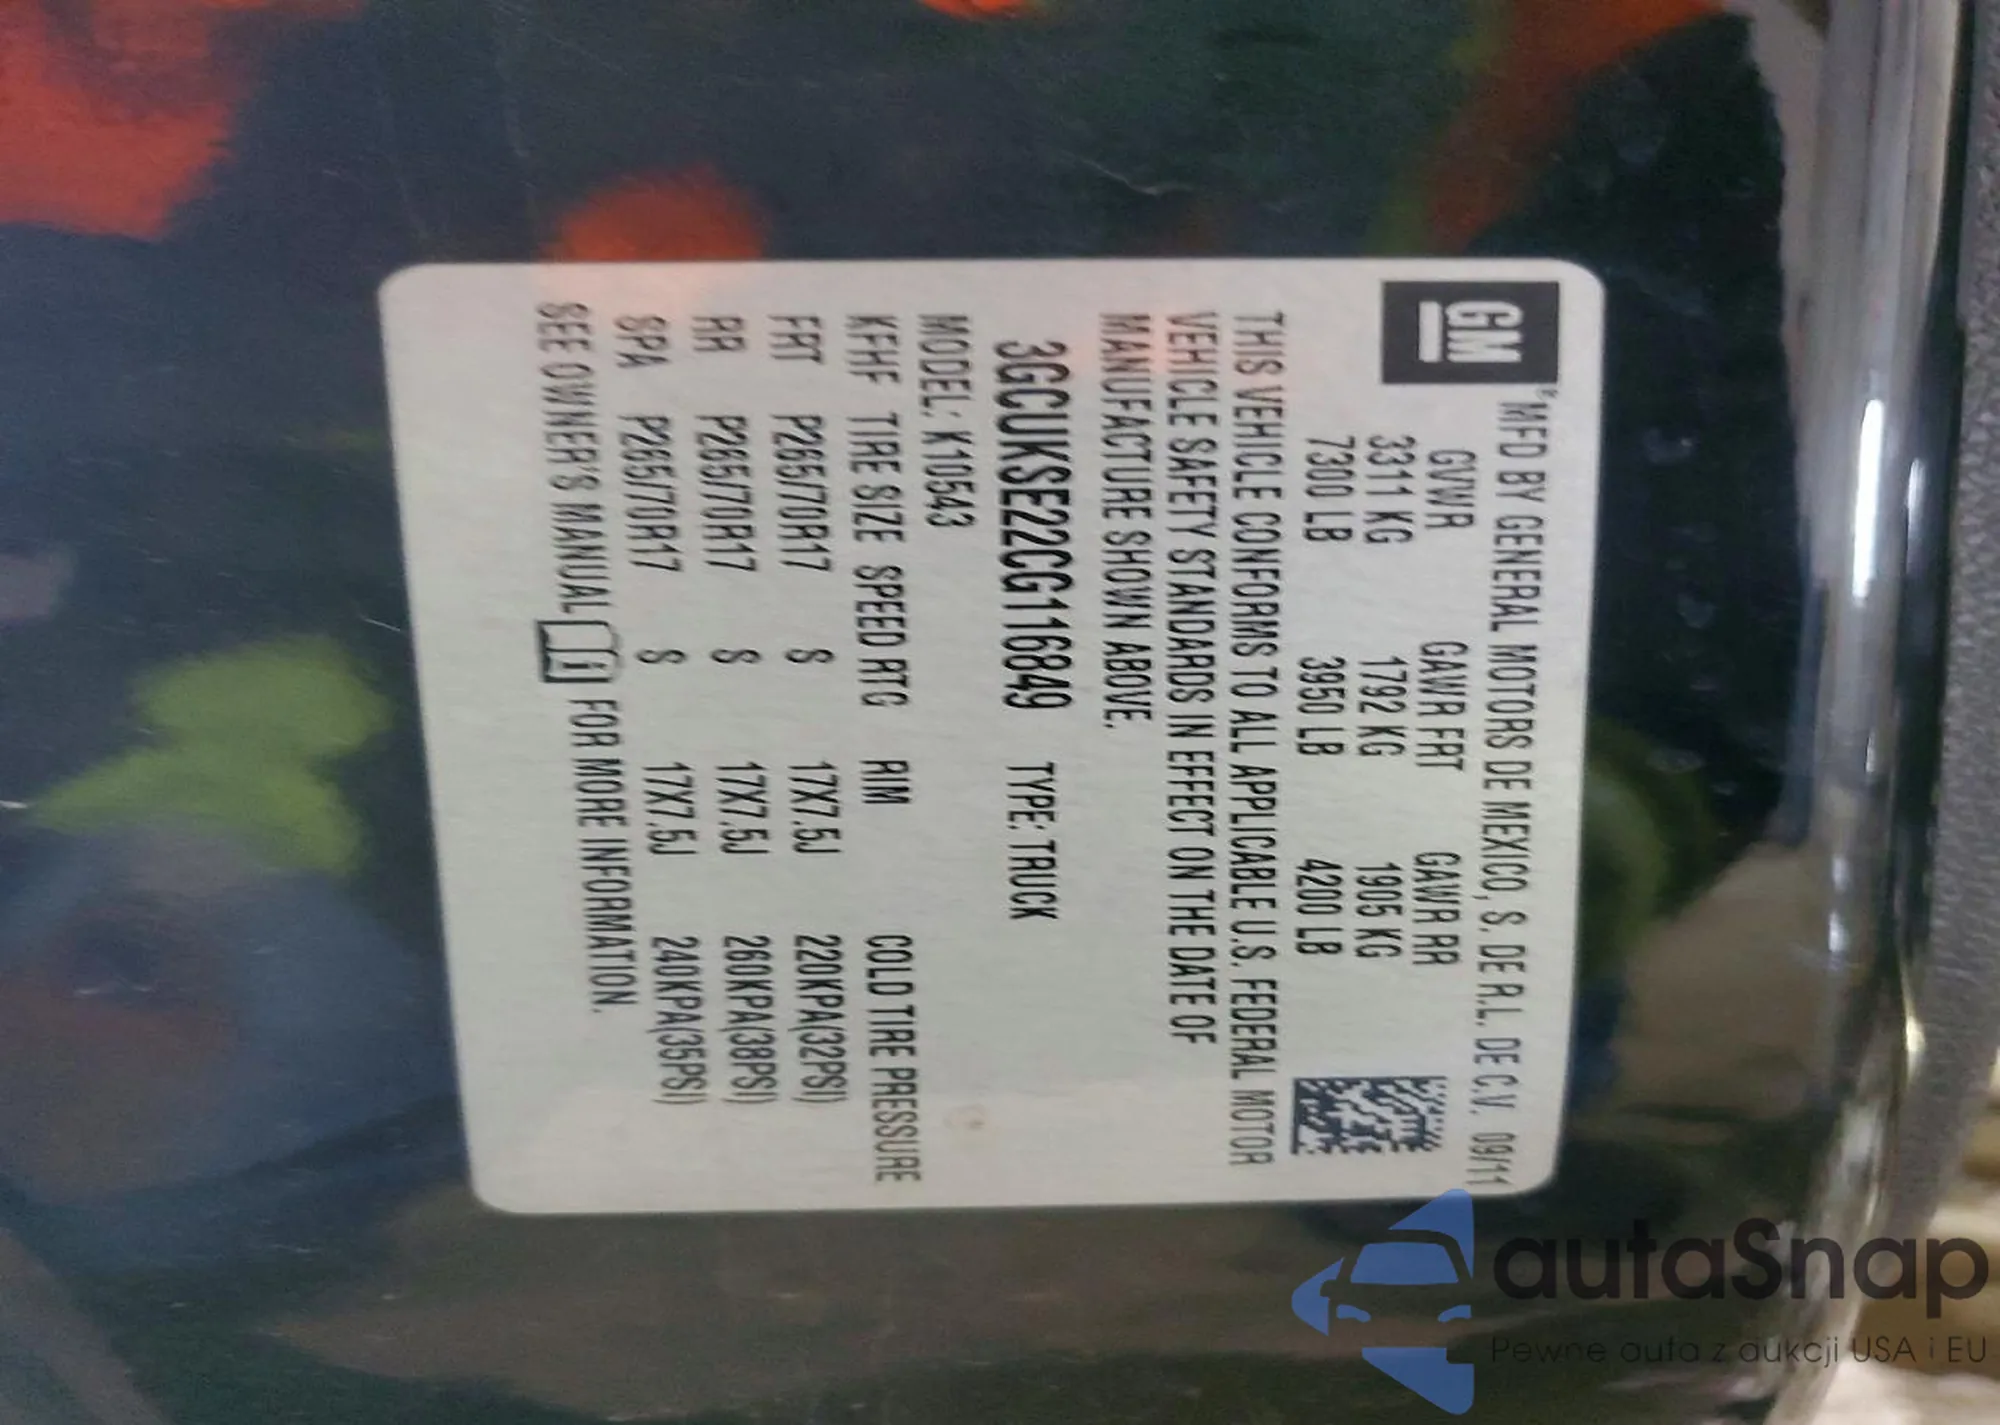 GM
MFD BY GENERAL MOTORS DE MEXICO, S. DE R.L. DE C.V. 09/11
GVWR GAWR FRT GAWR RR
3311 KG 1792 KG 1905 KG
7300 LB 3950 LB 4200 LB
THIS VEHICLE CONFORMS TO ALL APPLICABLE U.S. FEDERAL MOTOR
VEHICLE SAFETY STANDARDS IN EFFECT ON THE DATE OF
MANUFACTURE SHOWN ABOVE.
3GCUKSE22CG116849 TYPE: TRUCK
MODEL: K10543
KFHF TIRE SIZE SPEED RTG RIM COLD TIRE PRESSURE
FRT P265/70R17 S 17X7.5J 220KPA(32PSI)
RR P265/70R17 S 17X7.5J 260KPA(38PSI)
SPA P265/70R17 S 17X7.5J 240KPA(35PSI)
SEE OWNER'S MANUAL FOR MORE INFORMATION.
autaSnap
Pewne auta z aukcji USA i EU